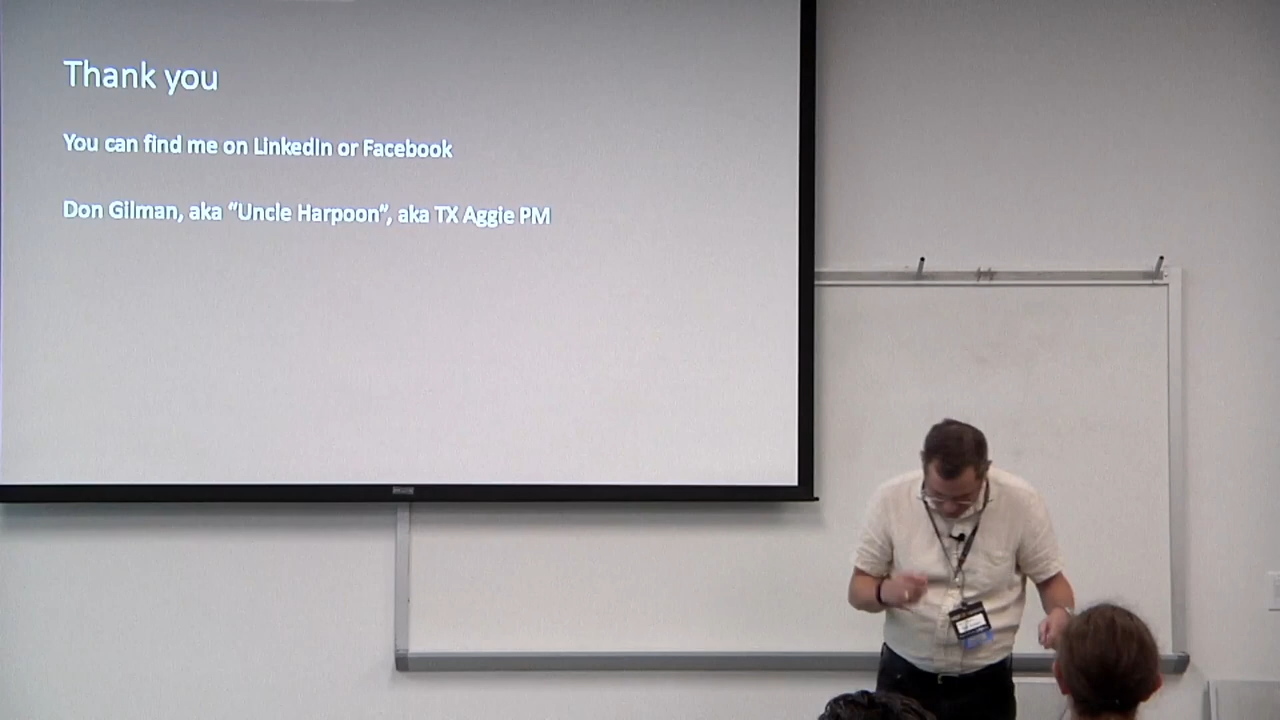 Thank you
You can find me on LinkedIn or Facebook
Don Gilman, aka “Uncle Harpoon”, aka TX Aggie PM